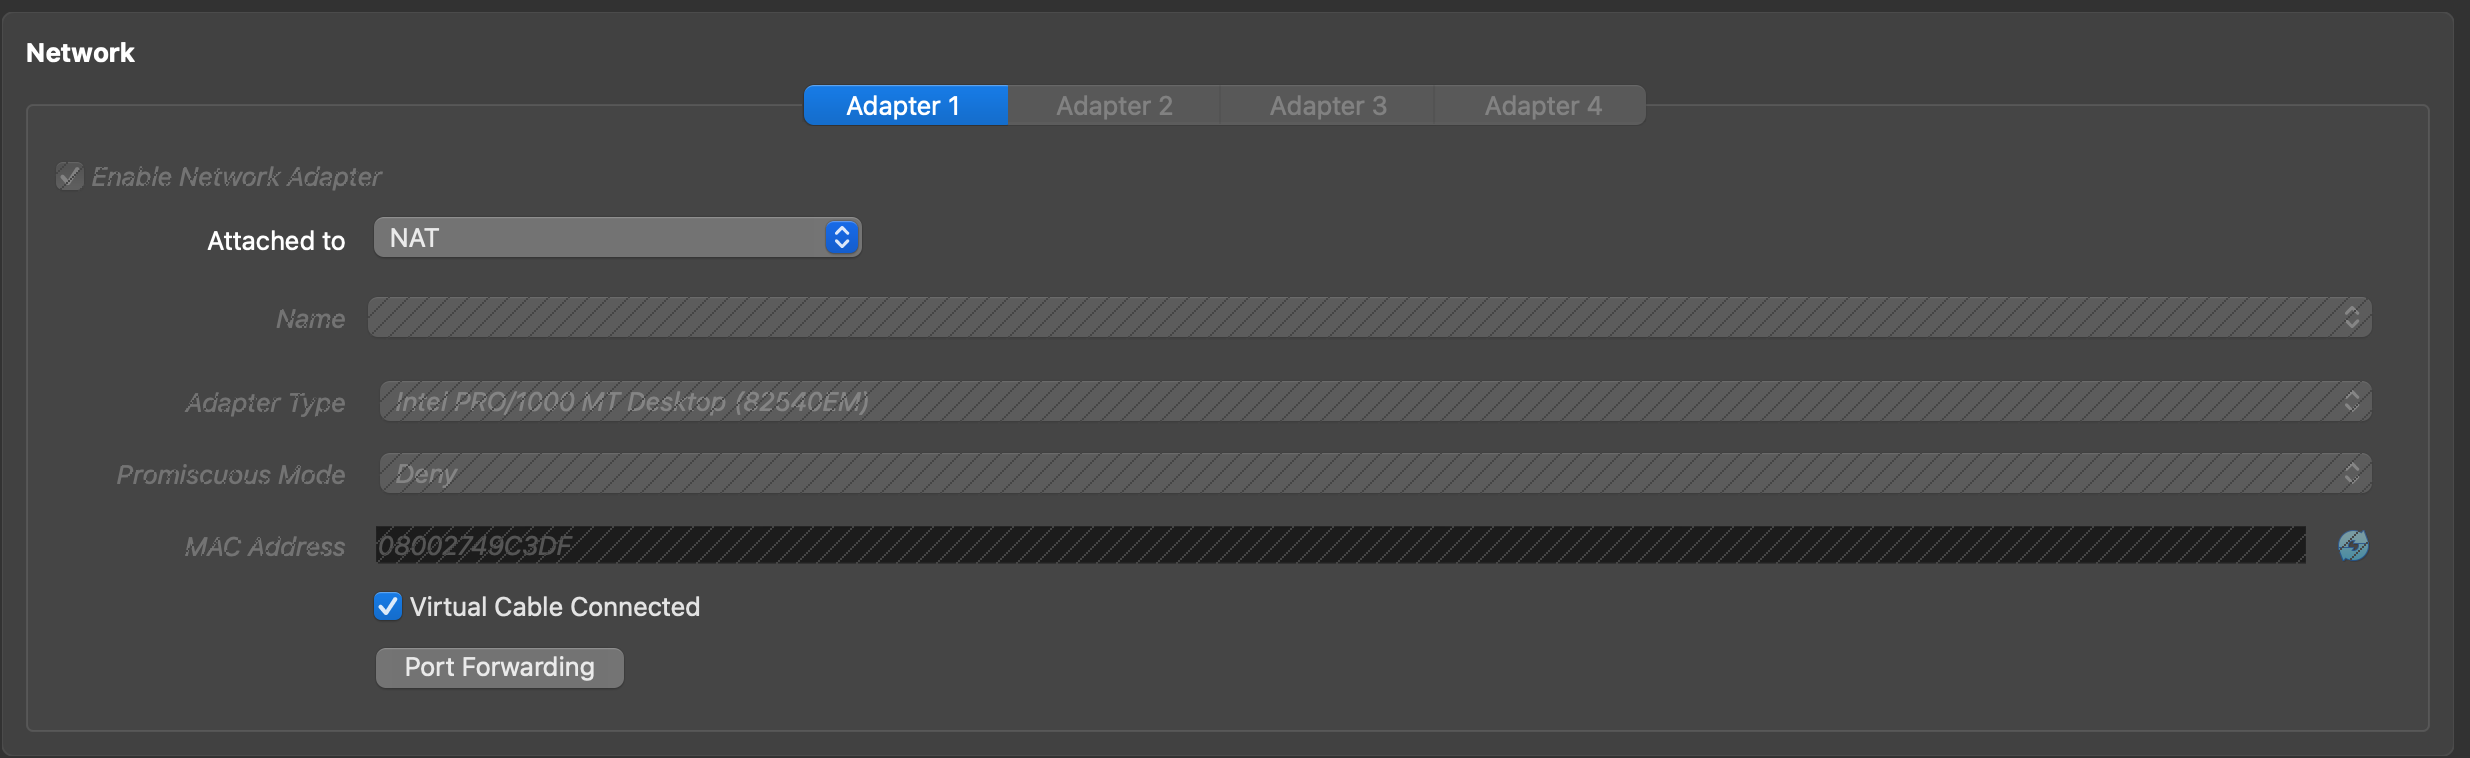 Network
Adapter 1 Adapter 2 Adapter 3 Adapter 4
Enable Network Adapter
Attached to NAT
Name
Adapter Type Intel PRO/1000 MT Desktop (82540EM)
Promiscuous Mode Deny
MAC Address 08002749C3DF
Virtual Cable Connected
Port Forwarding